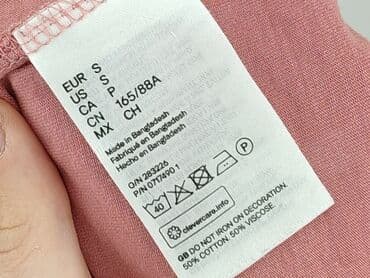 EUR S
US S
CA P
CN 165/88A
MX CH
Made in Bangladesh
Fabriqué en Bangladesh
Hecho en Bangladesh
O/N 283226
P/N 0717490 1
40
clevercare.info
GB DO NOT IRON ON DECORATION.
50% COTTON 50% VISCOSE